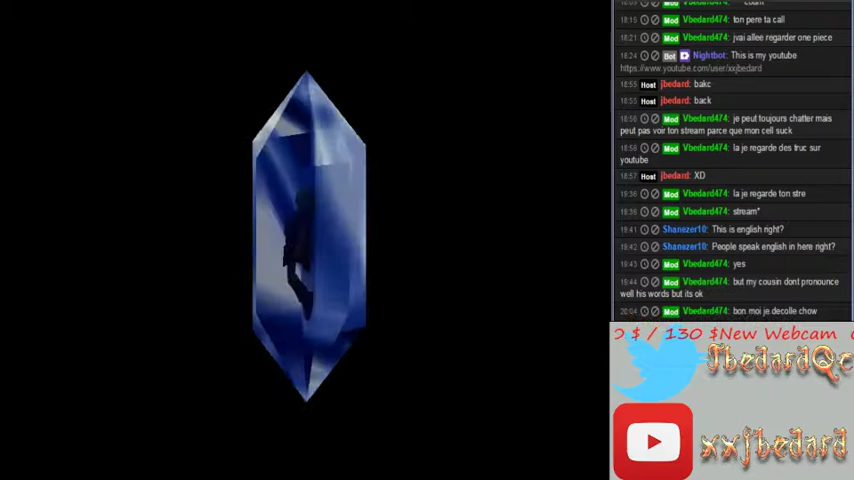 18:15 Mod Vbedard474: ton pere ta call
18:21 Mod Vbedard474: jvai allee regarder one piece
18:24 Bot Nightbot: This is my youtube
https://www.youtube.com/user/xxjbedard
18:55 Host jbedard: bakc
18:55 Host jbedard: back
18:56 Mod Vbedard474: je peut toujours chatter mais
peut pas voir ton stream parce que mon cell suck
18:56 Mod Vbedard474: la je regarde des truc sur
youtube
18:57 Host jbedard: XD
19:36 Mod Vbedard474: la je regarde ton stre
19:36 Mod Vbedard474: stream*
19:41 Shanezer10: This is english right?
19:42 Shanezer10: People speak english in here right?
19:43 Mod Vbedard474: yes
19:44 Mod Vbedard474: but my cousin dont pronounce
well his words but its ok
20:04 Mod Vbedard474: bon moi je decolle chow
$ / 130 $New Webcam
JbedardQc
xxjbedard